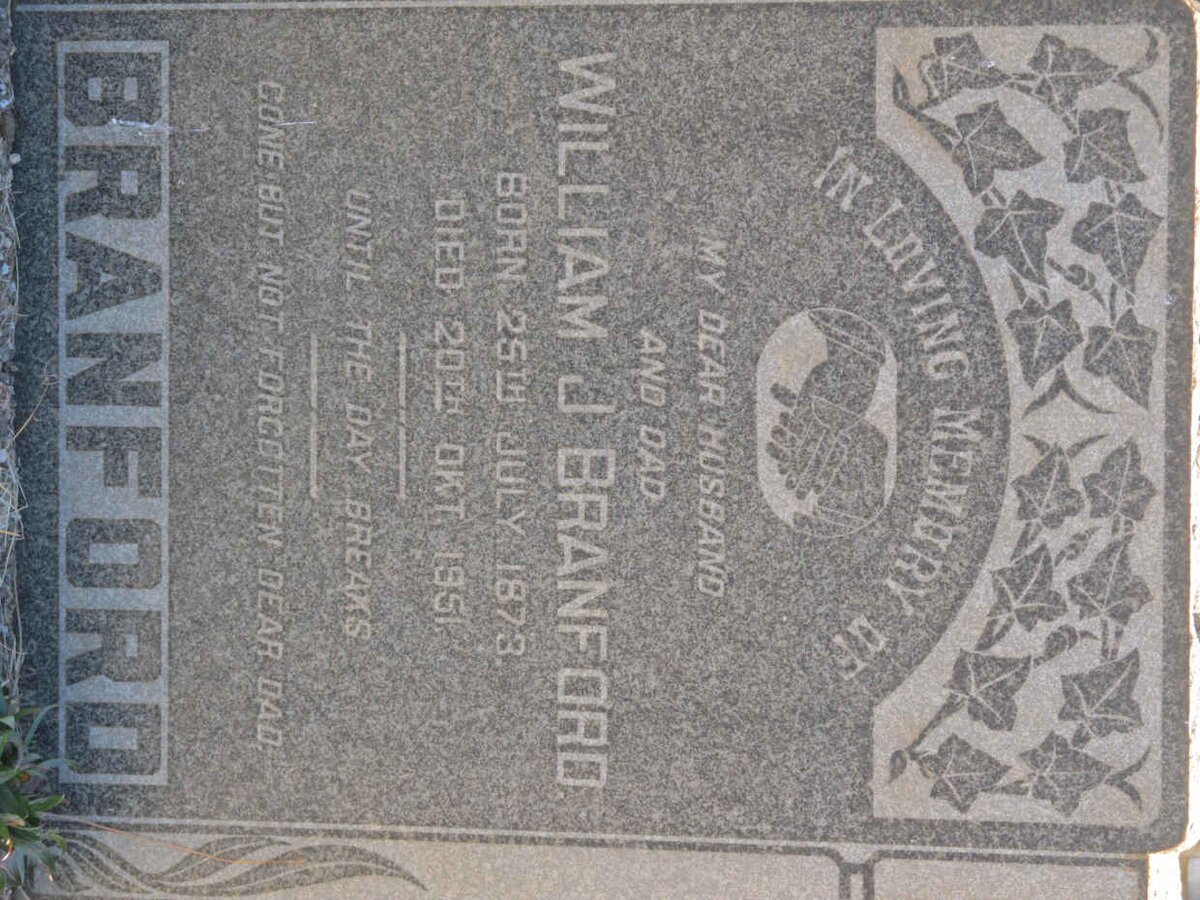 IN LOVING MEMORY OF
MY DEAR HUSBAND
AND DAD
WILLIAM J BRANFORD
BORN 25TH JULY 1873.
DIED 20TH OKT 1951.
UNTIL THE DAY BREAKS
GONE BUT NOT FORGOTTEN DEAR DAD.
BRANFORD